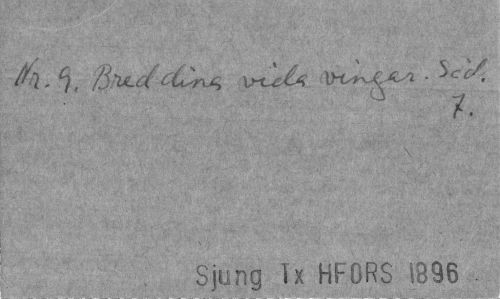 Nr. 9. Bred dina vida vingar. Sid.
7.
Sjung Tx HFORS 1896